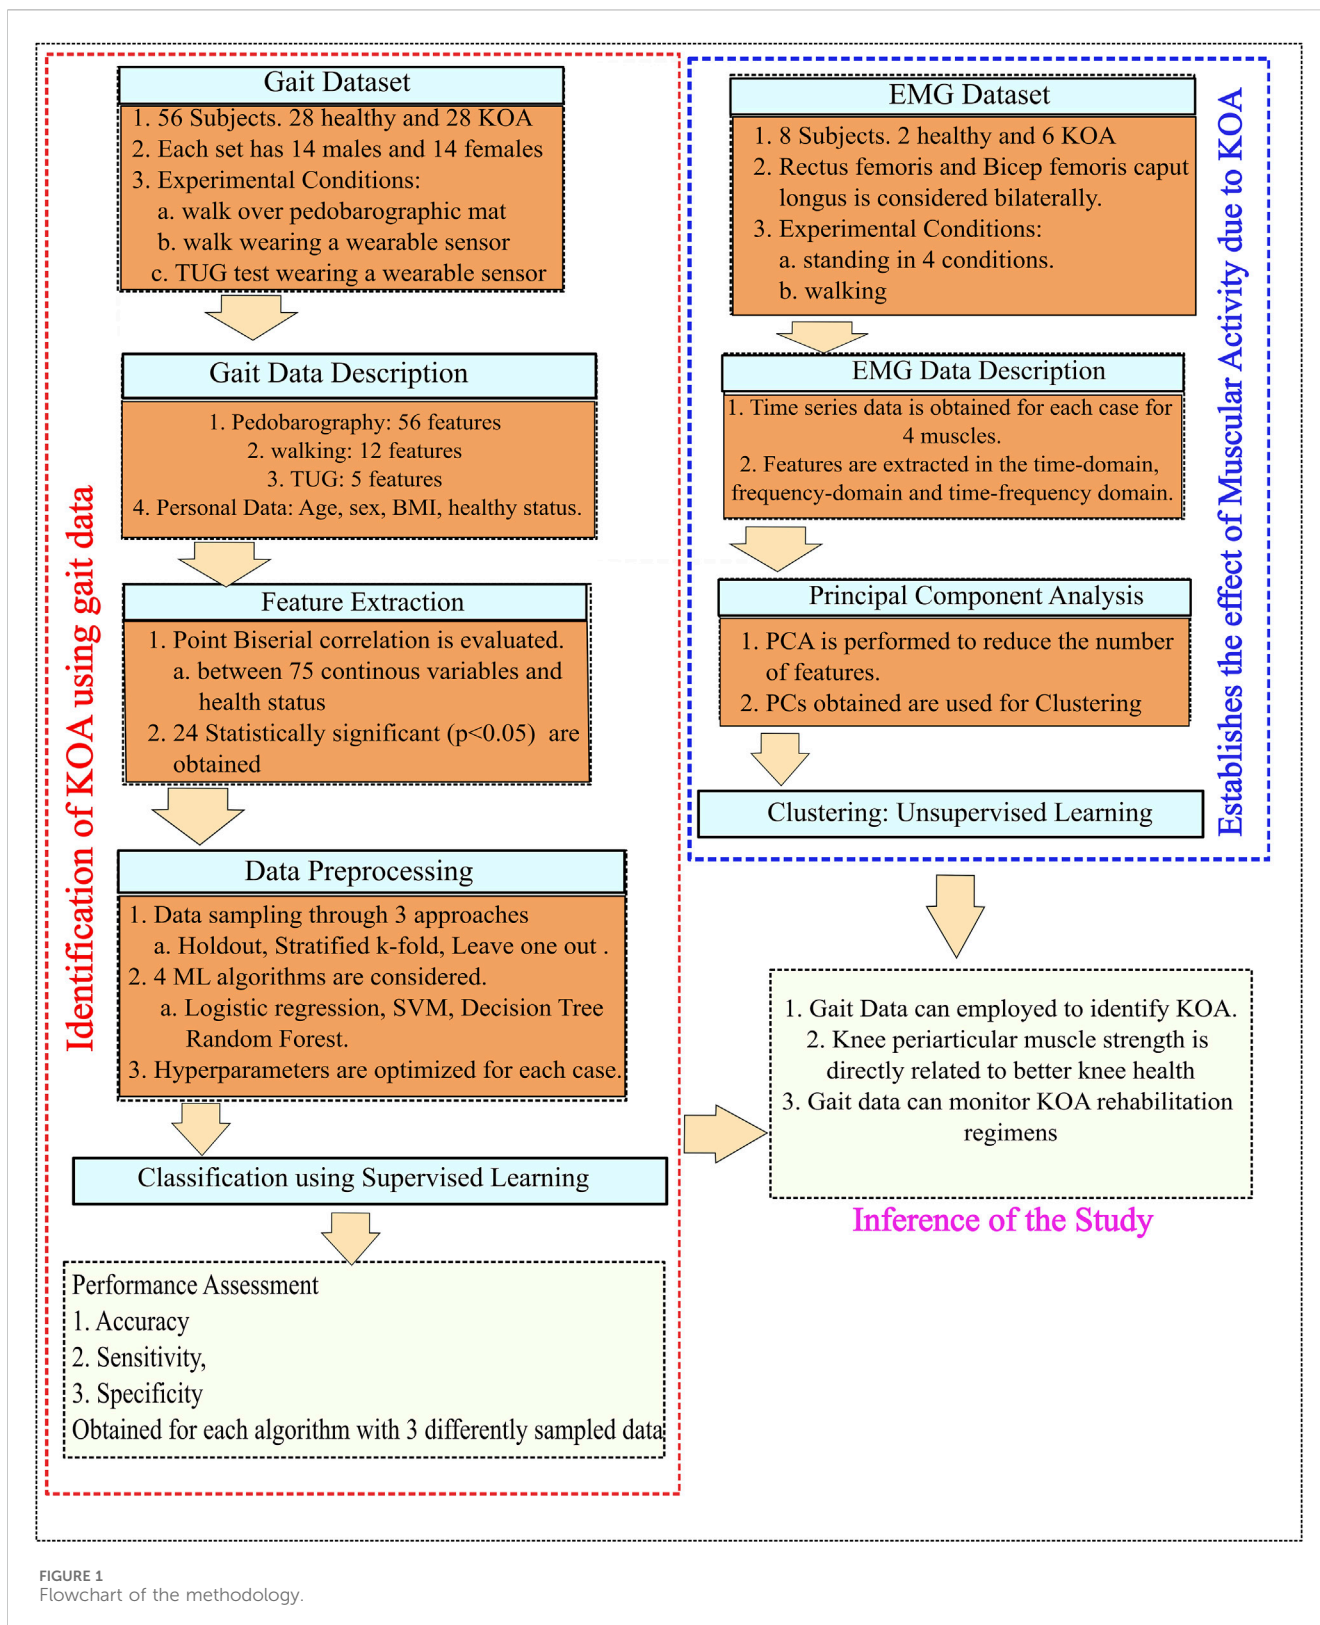 Identification of KOA using gait data
Gait Dataset
1. 56 Subjects. 28 healthy and 28 KOA
2. Each set has 14 males and 14 females
3. Experimental Conditions:
a. walk over pedobarographic mat
b. walk wearing a wearable sensor
c. TUG test wearing a wearable sensor
Gait Data Description
1. Pedobarography: 56 features
2. walking: 12 features
3. TUG: 5 features
4. Personal Data: Age, sex, BMI, healthy status.
Feature Extraction
1. Point Biserial correlation is evaluated.
a. between 75 continous variables and
health status
2. 24 Statistically significant (p<0.05) are
obtained
Data Preprocessing
1. Data sampling through 3 approaches
a. Holdout, Stratified k-fold, Leave one out .
2. 4 ML algorithms are considered.
a. Logistic regression, SVM, Decision Tree
Random Forest.
3. Hyperparameters are optimized for each case.
Classification using Supervised Learning
Performance Assessment
1. Accuracy
2. Sensitivity,
3. Specificity
Obtained for each algorithm with 3 differently sampled data
Establishes the effect of Muscular Activity due to KOA
EMG Dataset
1. 8 Subjects. 2 healthy and 6 KOA
2. Rectus femoris and Bicep femoris caput
longus is considered bilaterally.
3. Experimental Conditions:
a. standing in 4 conditions.
b. walking
EMG Data Description
1. Time series data is obtained for each case for
4 muscles.
2. Features are extracted in the time-domain,
frequency-domain and time-frequency domain.
Principal Component Analysis
1. PCA is performed to reduce the number
of features.
2. PCs obtained are used for Clustering
Clustering: Unsupervised Learning
1. Gait Data can employed to identify KOA.
2. Knee periarticular muscle strength is
directly related to better knee health
3. Gait data can monitor KOA rehabilitation
regimens
Inference of the Study
FIGURE 1
Flowchart of the methodology.